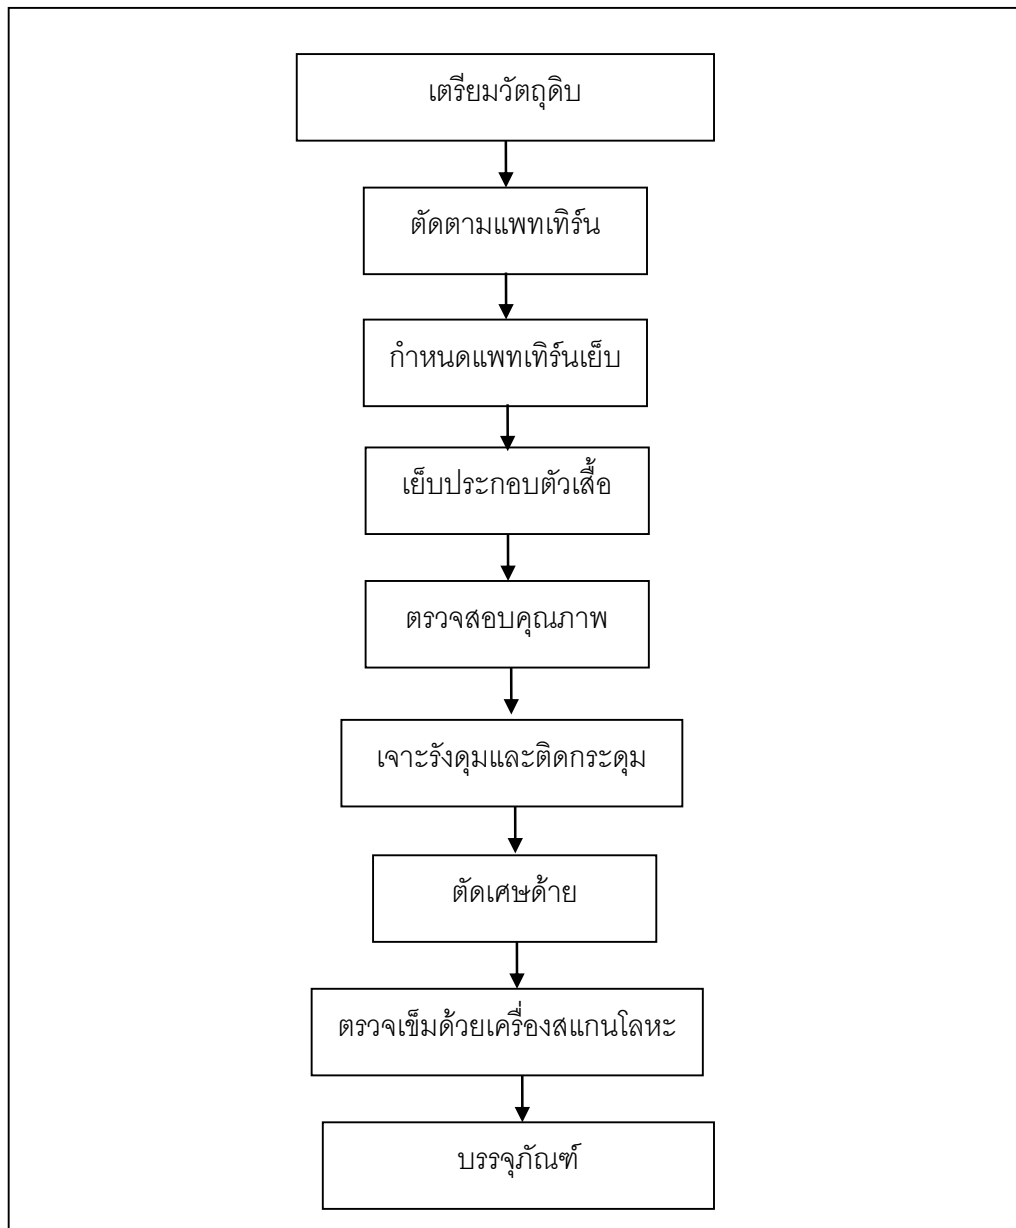 เตรียมวัตถุดิบ
ตัดตามแพทเทิร์น
กำหนดแพทเทิร์นเย็บ
เย็บประกอบตัวเสื้อ
ตรวจสอบคุณภาพ
เจาะรังดุมและติดกระดุม
ตัดเศษด้าย
ตรวจเข็มด้วยเครื่องสแกนโลหะ
บรรจุภัณฑ์